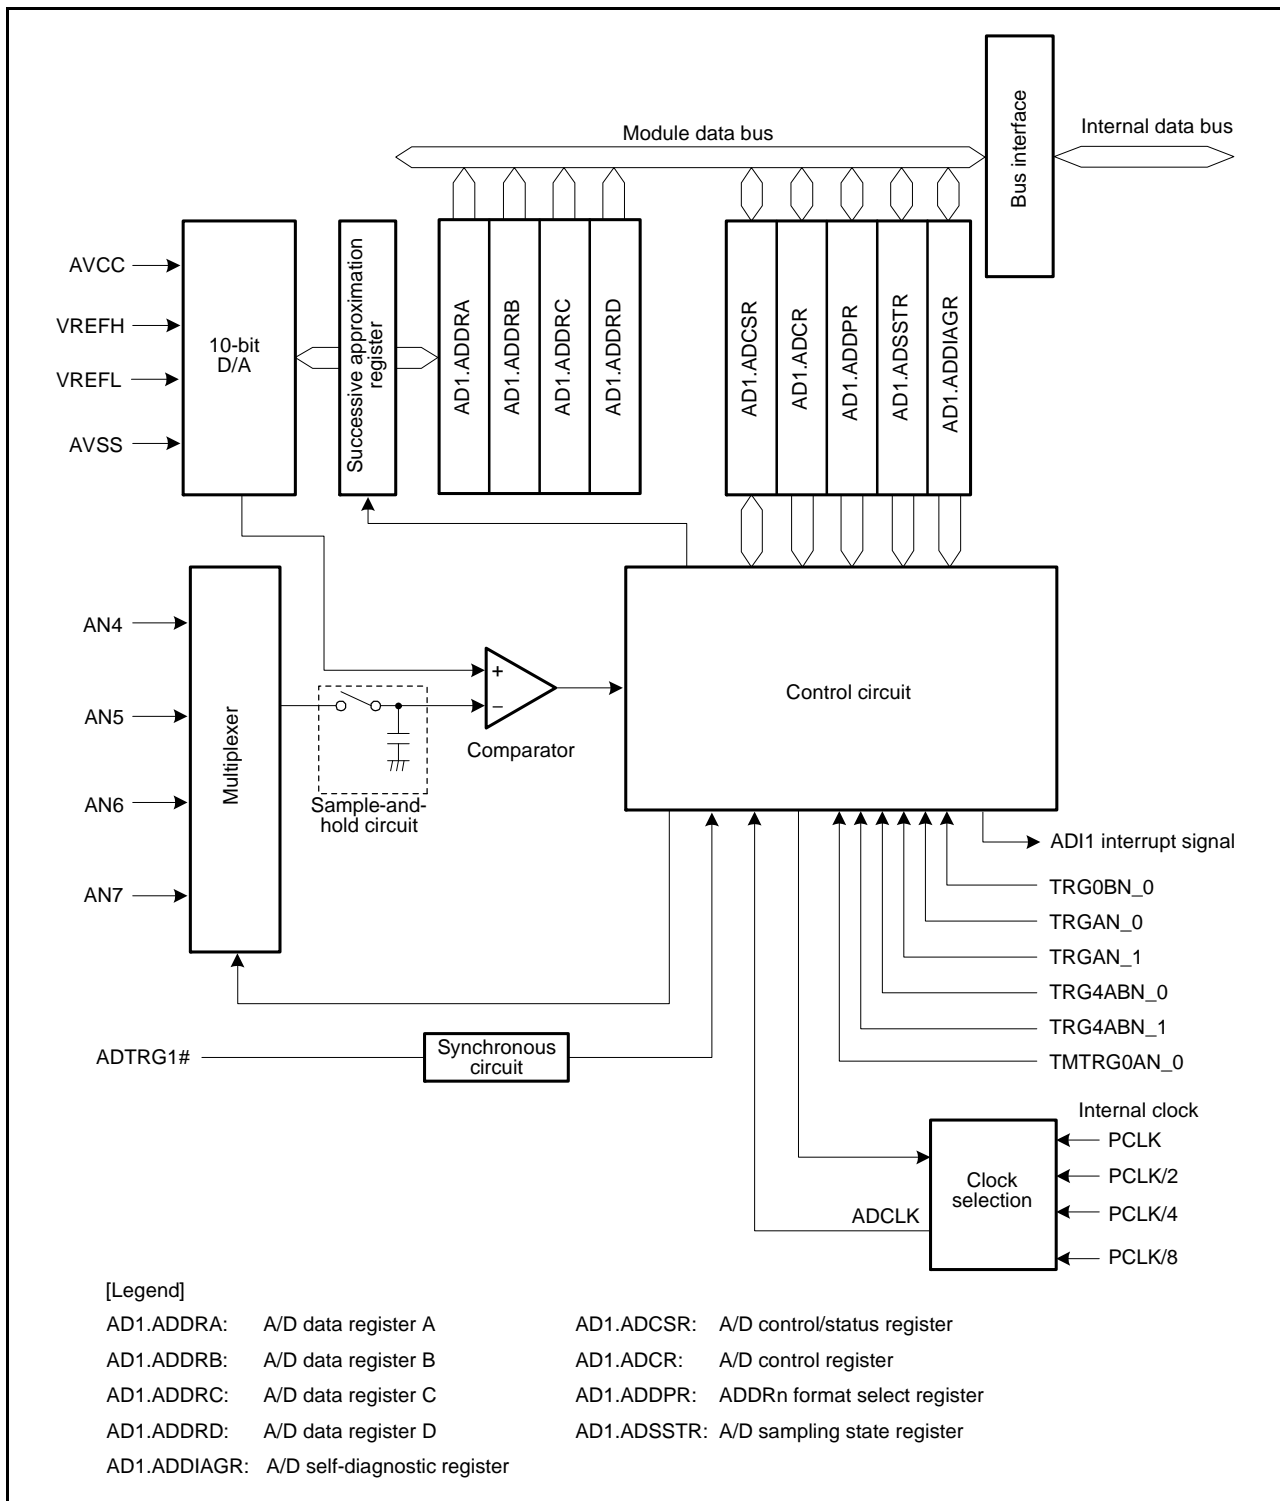 Module data bus
Internal data bus
Bus interface
AVCC
VREFH
VREFL
AVSS
10-bit
D/A
Successive approximation
register
AD1.ADDRA
AD1.ADDRB
AD1.ADDRC
AD1.ADDRD
AD1.ADCSR
AD1.ADCR
AD1.ADDPR
AD1.ADSSTR
AD1.ADDIAGR
AN4
AN5
AN6
AN7
Multiplexer
Sample-and-
hold circuit
+
−
Comparator
Control circuit
ADI1 interrupt signal
TRG0BN_0
TRGAN_0
TRGAN_1
TRG4ABN_0
TRG4ABN_1
TMTRG0AN_0
ADTRG1#
Synchronous
circuit
Internal clock
PCLK
PCLK/2
PCLK/4
PCLK/8
Clock
selection
ADCLK
[Legend]
AD1.ADDRA: A/D data register A
AD1.ADDRB: A/D data register B
AD1.ADDRC: A/D data register C
AD1.ADDRD: A/D data register D
AD1.ADDIAGR: A/D self-diagnostic register
AD1.ADCSR: A/D control/status register
AD1.ADCR: A/D control register
AD1.ADDPR: ADDRn format select register
AD1.ADSSTR: A/D sampling state register